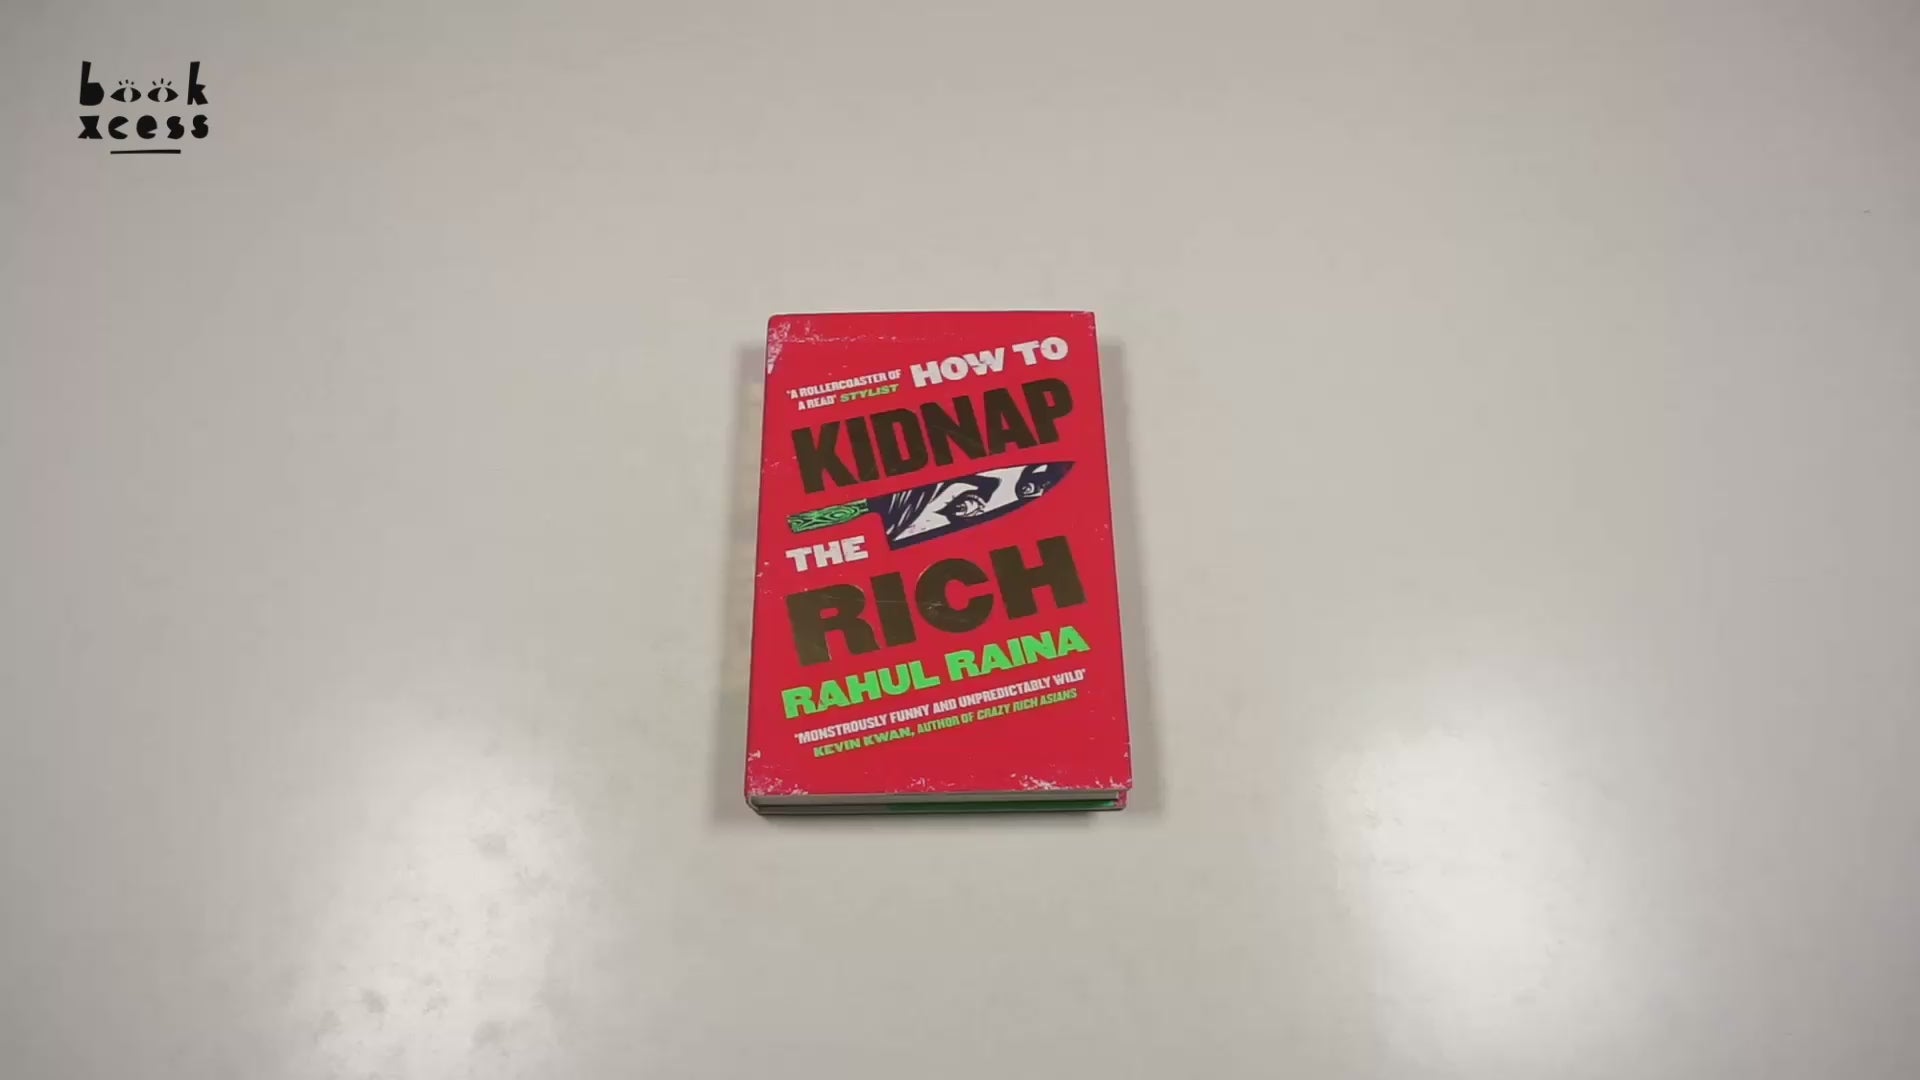 book
xcess
HOW TO
'A ROLLERCOASTER OF
A READ' STYLIST
KIDNAP
THE
RICH
RAHUL RAINA
'MONSTROUSLY FUNNY AND UNPREDICTABLY WILD'
KEVIN KWAN, AUTHOR OF CRAZY RICH ASIANS